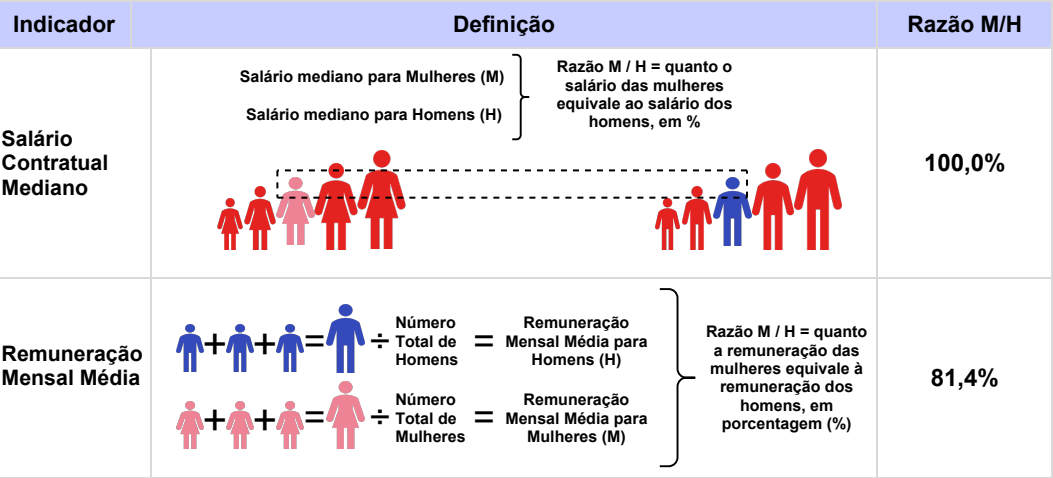 Indicador
Definição
Razão M/H
Salário
Contratual
Mediano
Salário mediano para Mulheres (M)
Salário mediano para Homens (H)
Razão M / H = quanto o
salário das mulheres
equivale ao salário dos
homens, em %
100,0%
Remuneração
Mensal Média
+ + = ÷
Número
Total de
Homens
=
Remuneração
Mensal Média para
Homens (H)
+ + = ÷
Número
Total de
Mulheres
=
Remuneração
Mensal Média para
Mulheres (M)
Razão M / H = quanto
a remuneração das
mulheres equivale à
remuneração dos
homens, em
porcentagem (%)
81,4%